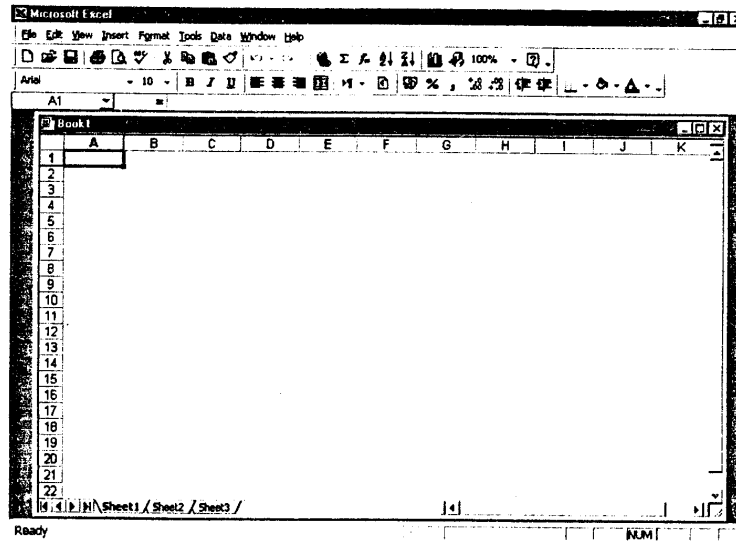 Microsoft Excel
File Edit View Insert Format Tools Data Window Help
100%
Arial 10 B I U % ,
A1 =
Book1
A B C D E F G H I J K
1
2
3
4
5
6
7
8
9
10
11
12
13
14
15
16
17
18
19
20
21
22
Sheet1 Sheet2 Sheet3
Ready NUM